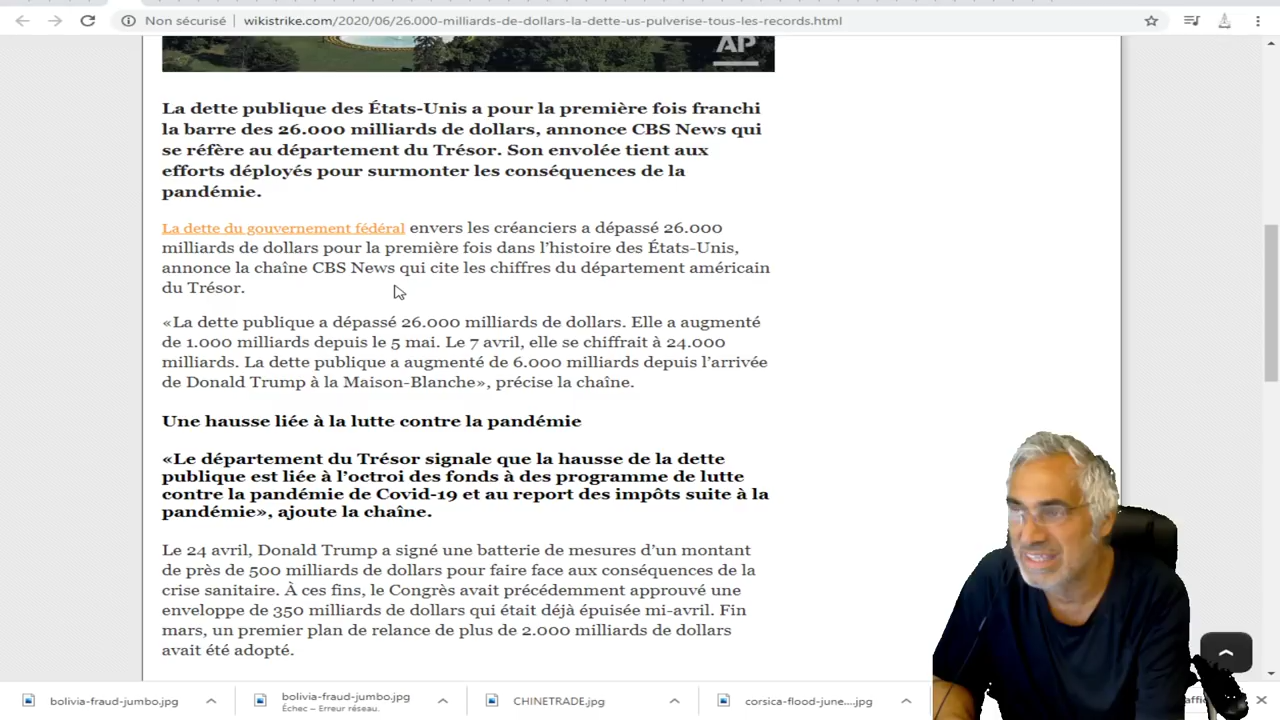 Non sécurisé | wikistrike.com/2020/06/26.000-milliards-de-dollars-la-dette-us-pulverise-tous-les-records.html
AP
La dette publique des États-Unis a pour la première fois franchi
la barre des 26.000 milliards de dollars, annonce CBS News qui
se réfère au département du Trésor. Son envolée tient aux
efforts déployés pour surmonter les conséquences de la
pandémie.
La dette du gouvernement fédéral envers les créanciers a dépassé 26.000
milliards de dollars pour la première fois dans l’histoire des États-Unis,
annonce la chaîne CBS News qui cite les chiffres du département américain
du Trésor.
«La dette publique a dépassé 26.000 milliards de dollars. Elle a augmenté
de 1.000 milliards depuis le 5 mai. Le 7 avril, elle se chiffrait à 24.000
milliards. La dette publique a augmenté de 6.000 milliards depuis l’arrivée
de Donald Trump à la Maison-Blanche», précise la chaîne.
Une hausse liée à la lutte contre la pandémie
«Le département du Trésor signale que la hausse de la dette
publique est liée à l’octroi des fonds à des programme de lutte
contre la pandémie de Covid-19 et au report des impôts suite à la
pandémie», ajoute la chaîne.
Le 24 avril, Donald Trump a signé une batterie de mesures d’un montant
de près de 500 milliards de dollars pour faire face aux conséquences de la
crise sanitaire. À ces fins, le Congrès avait précédemment approuvé une
enveloppe de 350 milliards de dollars qui était déjà épuisée mi-avril. Fin
mars, un premier plan de relance de plus de 2.000 milliards de dollars
avait été adopté.
bolivia-fraud-jumbo.jpg
bolivia-fraud-jumbo.jpg
Échec – Erreur réseau.
CHINETRADE.jpg
corsica-flood-june....jpg